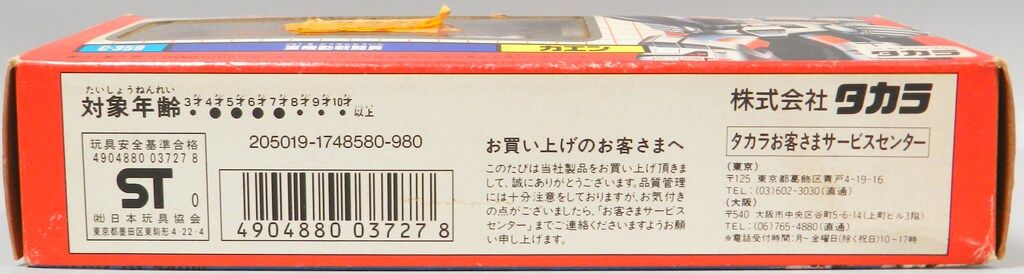 C-350
カエン
タカラ
たいしょうねんれい
対象年齢 3才 4才 5才 6才 7才 8才 9才 10才 以上
玩具安全基準合格
4904880 03727 8
ST 0
(社)日本玩具協会
東京都墨田区東駒形4-22-4
205019-1748580-980
4904880 03727 8
お買い上げのお客さまへ
このたびは当社製品をお買い上げ頂きま
して、誠にありがとうございます。品質管理
には十分注意をしておりますが、お気付き
の点がございましたら、「お客さまサービス
センター」までご連絡くださいますようお願
い申し上げます。
株式会社 タカラ
タカラお客さまサービスセンター
(東京)
〒125 東京都葛飾区青戸4-19-16
TEL:(03)602-3030(直通)
(大阪)
〒540 大阪市中央区谷町5-6-14(上町ビル3階)
TEL:(06)765-4880(直通)
※電話受付時間:月~金曜日(除く祝日)10~17時